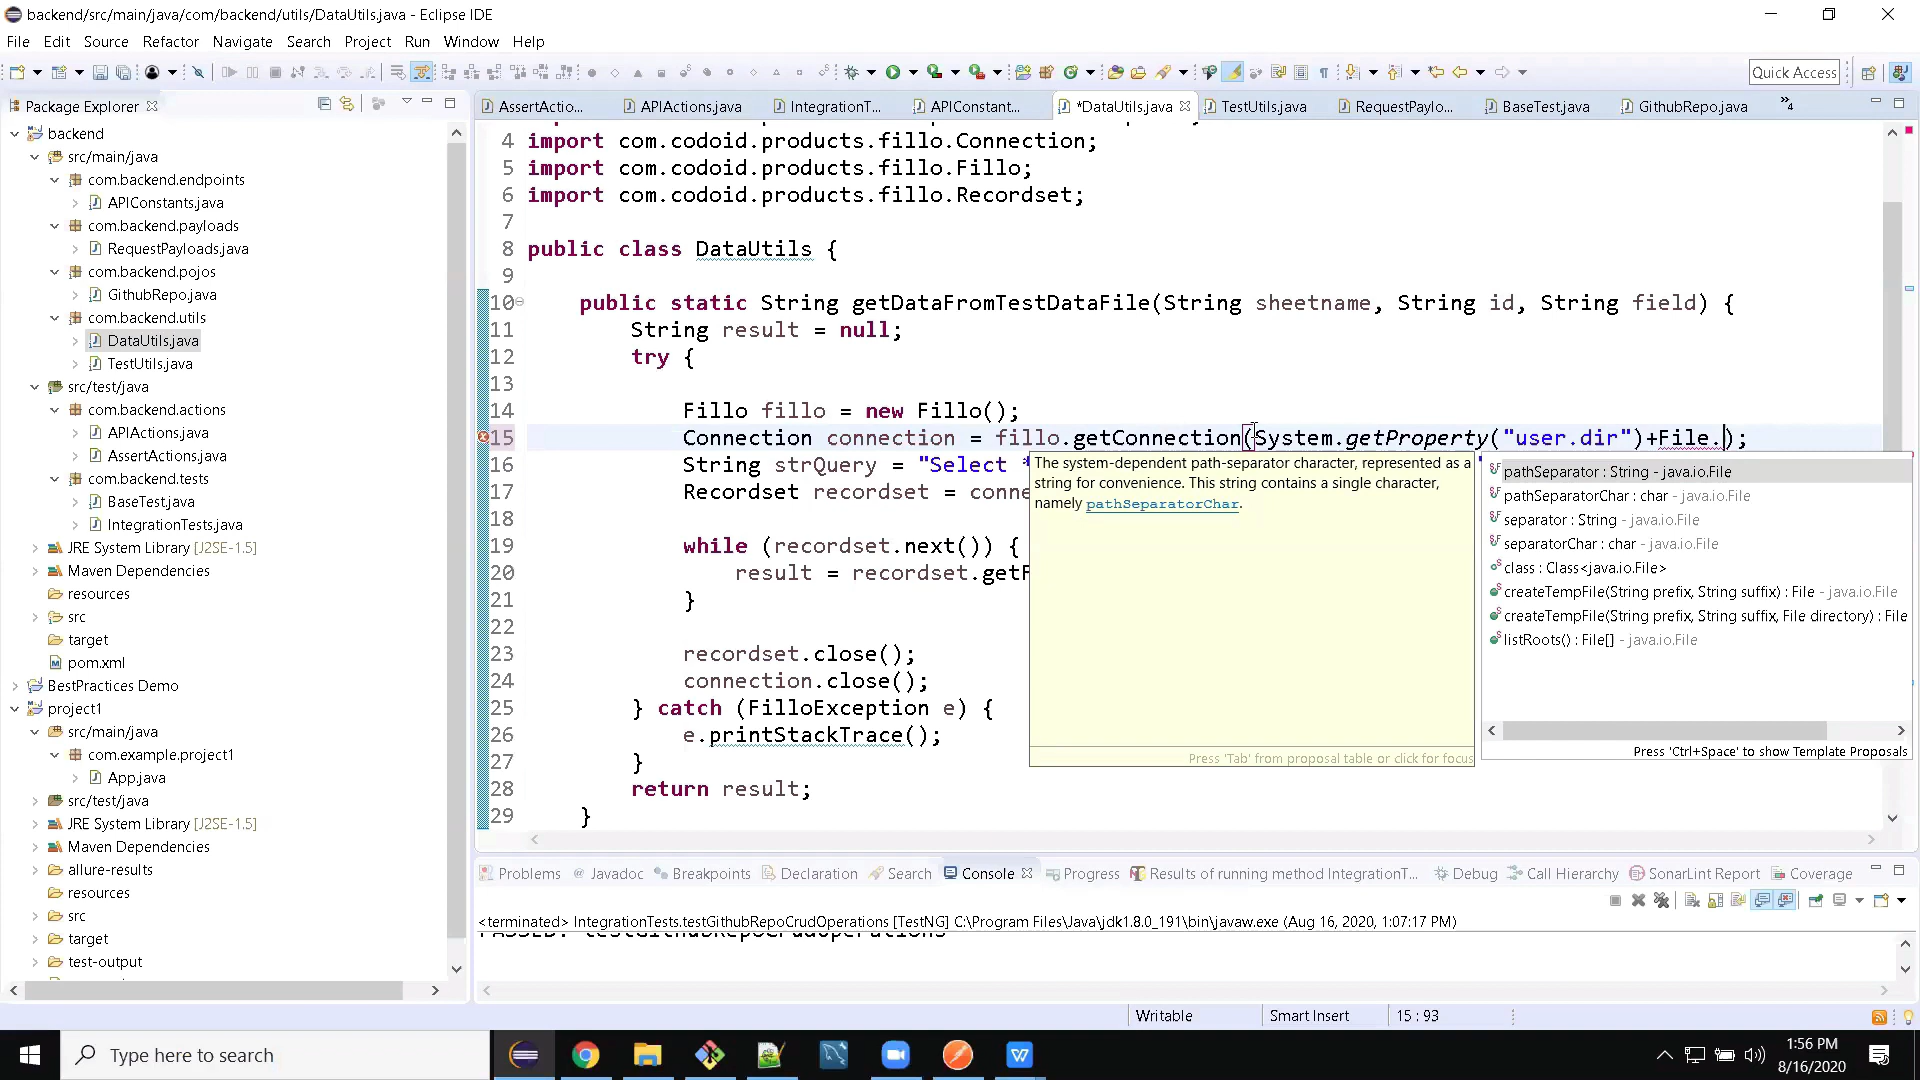 backend/src/main/java/com/backend/utils/DataUtils.java - Eclipse IDE
File Edit Source Refactor Navigate Search Project Run Window Help
Quick Access
Package Explorer
AssertActio... APIActions.java IntegrationT... APIConstant... *DataUtils.java TestUtils.java RequestPaylo... BaseTest.java GithubRepo.java »4
backend
src/main/java
com.backend.endpoints
APIConstants.java
com.backend.payloads
RequestPayloads.java
com.backend.pojos
GithubRepo.java
com.backend.utils
DataUtils.java
TestUtils.java
src/test/java
com.backend.actions
APIActions.java
AssertActions.java
com.backend.tests
BaseTest.java
IntegrationTests.java
JRE System Library [J2SE-1.5]
Maven Dependencies
resources
src
target
pom.xml
BestPractices Demo
project1
src/main/java
com.example.project1
App.java
src/test/java
JRE System Library [J2SE-1.5]
Maven Dependencies
allure-results
resources
src
target
test-output
4 import com.codoid.products.fillo.Connection;
5 import com.codoid.products.fillo.Fillo;
6 import com.codoid.products.fillo.Recordset;
7
8 public class DataUtils {
9
10 public static String getDataFromTestDataFile(String sheetname, String id, String field) {
11 String result = null;
12 try {
13
14 Fillo fillo = new Fillo();
15 Connection connection = fillo.getConnection(System.getProperty("user.dir")+File.);
16 String strQuery = "Select *
17 Recordset recordset = conne
18
19 while (recordset.next()) {
20 result = recordset.getF
21 }
22
23 recordset.close();
24 connection.close();
25 } catch (FilloException e) {
26 e.printStackTrace();
27 }
28 return result;
29 }
The system-dependent path-separator character, represented as a
string for convenience. This string contains a single character,
namely pathSeparatorChar.
Press 'Tab' from proposal table or click for focus
pathSeparator : String - java.io.File
pathSeparatorChar : char - java.io.File
separator : String - java.io.File
separatorChar : char - java.io.File
class : Class<java.io.File>
createTempFile(String prefix, String suffix) : File - java.io.File
createTempFile(String prefix, String suffix, File directory) : File
listRoots() : File[] - java.io.File
Press 'Ctrl+Space' to show Template Proposals
Problems Javadoc Breakpoints Declaration Search Console Progress Results of running method IntegrationT... Debug Call Hierarchy SonarLint Report Coverage
<terminated> IntegrationTests.testGithubRepoCrudOperations [TestNG] C:\Program Files\Java\jdk1.8.0_191\bin\javaw.exe (Aug 16, 2020, 1:07:17 PM)
PASSED: testGithubRepoCrudOperations
Writable Smart Insert 15 : 93
Type here to search
1:56 PM
8/16/2020